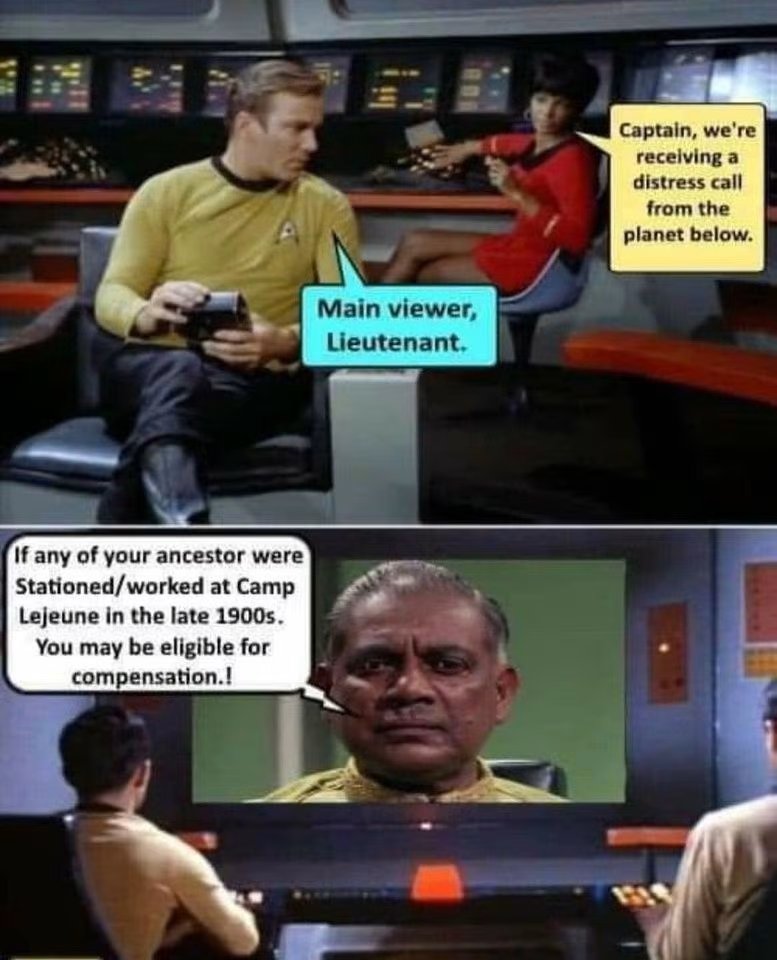 Captain, we're
receiving a
distress call
from the
planet below.
Main viewer,
Lieutenant.
If any of your ancestor were
Stationed/worked at Camp
Lejeune in the late 1900s.
You may be eligible for
compensation.!